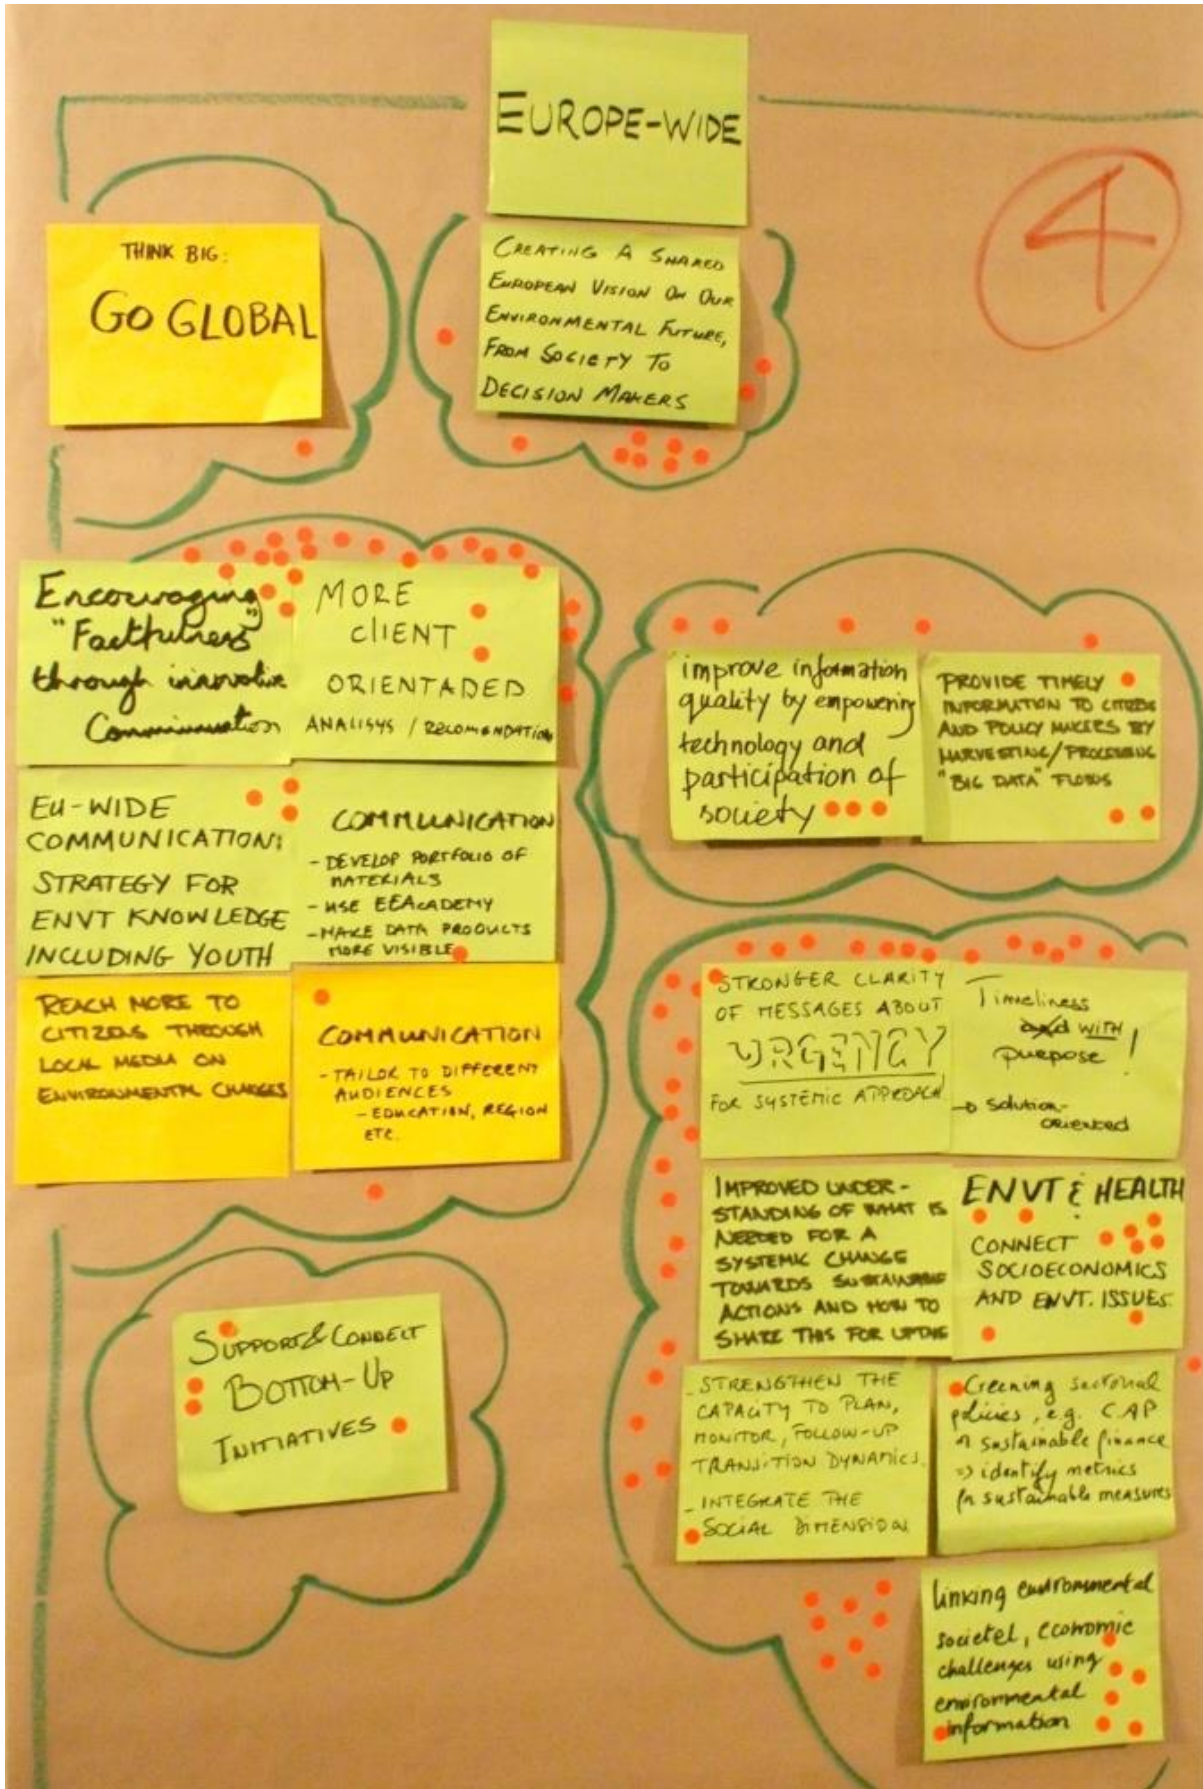 EUROPE-WIDE
4
THINK BIG:
GO GLOBAL
CREATING A SHARED
EUROPEAN VISION ON OUR
ENVIRONMENTAL FUTURE,
FROM SOCIETY TO
DECISION MAKERS
Encouraging
"Factfulness"
through innovative
Communication
MORE
CLIENT
ORIENTADED
ANALISYS / RECOMENDATION
EU-WIDE
COMMUNICATION:
STRATEGY FOR
ENVT KNOWLEDGE
INCLUDING YOUTH
COMMUNICATION
- DEVELOP PORTFOLIO OF
MATERIALS
- USE EEACADEMY
- MAKE DATA PRODUCTS
MORE VISIBLE
REACH MORE TO
CITIZENS THROUGH
LOCAL MEDIA ON
ENVIRONMENTAL CHANGES
COMMUNICATION
- TAILOR TO DIFFERENT
AUDIENCES
- EDUCATION, REGION
ETC.
improve information
quality by empowering
technology and
participation of
society
PROVIDE TIMELY
INFORMATION TO CITIZENS
AND POLICY MAKERS BY
HARVESTING/PROCESSING
"BIG DATA" FLOWS
STRONGER CLARITY
OF MESSAGES ABOUT
URGENCY
FOR SYSTEMIC APPROACH
Timeliness
and WITH
purpose !
→ solution-
oriented
IMPROVED UNDER-
STANDING OF WHAT IS
NEEDED FOR A
SYSTEMIC CHANGE
TOWARDS SUSTAINABLE
ACTIONS AND HOW TO
SHARE THIS FOR UPTAKE
ENVT & HEALTH
CONNECT
SOCIOECONOMICS
AND ENVT. ISSUES
- STRENGTHEN THE
CAPACITY TO PLAN,
MONITOR, FOLLOW-UP
TRANSITION DYNAMICS.
- INTEGRATE THE
SOCIAL DIMENSION
Greening sectorial
policies, e.g. CAP
sustainable finance
=> identify metrics
for sustainable measures
SUPPORT & CONNECT
BOTTOM-UP
INITIATIVES
Linking environmental
societel, economic
challenges using
environmental
information